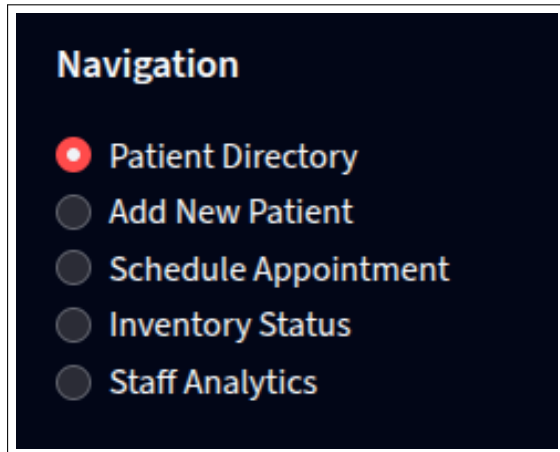 Navigation
Patient Directory
Add New Patient
Schedule Appointment
Inventory Status
Staff Analytics